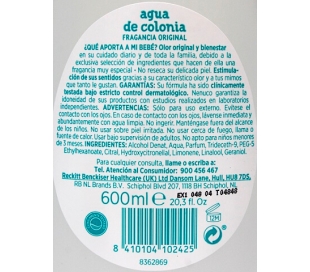 agua
de colonia
FRAGANCIA ORIGINAL
¿QUÉ APORTA A MI BEBÉ? Olor original y bienestar
en su cuidado diario y de toda la familia, debido a la
exclusiva selección de ingredientes que hacen de ella una
fragancia muy especial - No reseca su delicada piel. Estimula-
ción de sus sentidos gracias a su característico olor y a tus mimos
que tanto le gustan. GARANTÍAS: Su fórmula ha sido clínicamente
testada bajo estricto control dermatológico. Nenuco garantiza la
idoneidad de sus productos con estudios realizados en laboratorios
independientes. ADVERTENCIAS: Sólo para uso externo. Evítese el
contacto con los ojos. En caso de contacto con los ojos, lávense inmediata y
abundantemente con agua. No ingerir. Manténgase fuera del alcance
de los niños. No usar sobre piel irritada. No usar cerca de fuego, llama o
fuente de calor. Usar bajo supervisión de adultos. No apto para niños menores
de 3 meses. INGREDIENTES: Alcohol Denat, Aqua, Parfum, Trideceth-9, PEG-5
Ethylhexanoate, Citral, Hydroxycitronellal, Limonene, Linalool, Geraniol.
Para cualquier consulta, llame o escriba a:
Tel. Atención al Consumidor: 900 456 467
Reckitt Benckiser Healthcare (UK) Ltd Dansom Lane, Hull, HU8 7DS.
RB NL Brands B.V. Schiphol Blvd 207, 1118 BH Schiphol, NL
600ml e 20,3 fl. Oz
12M
8 410104 102425
8362869